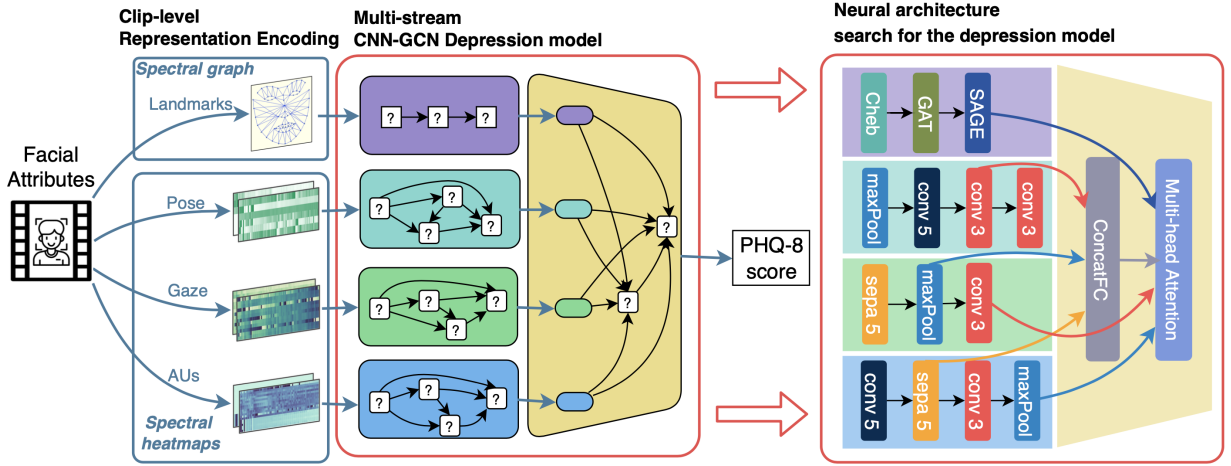 Clip-level
Representation Encoding
Multi-stream
CNN-GCN Depression model
Neural architecture
search for the depression model
Spectral graph
Landmarks
Facial
Attributes
Pose
Gaze
AUs
Spectral
heatmaps
? ? ?
? ? ? ?
? ? ? ?
? ? ? ?
?
?
PHQ-8
score
Cheb
GAT
SAGE
maxPool
conv 5
conv 3
conv 3
sepa 5
maxPool
conv 3
conv 5
sepa 5
conv 3
maxPool
ConcatFC
Multi-head Attention